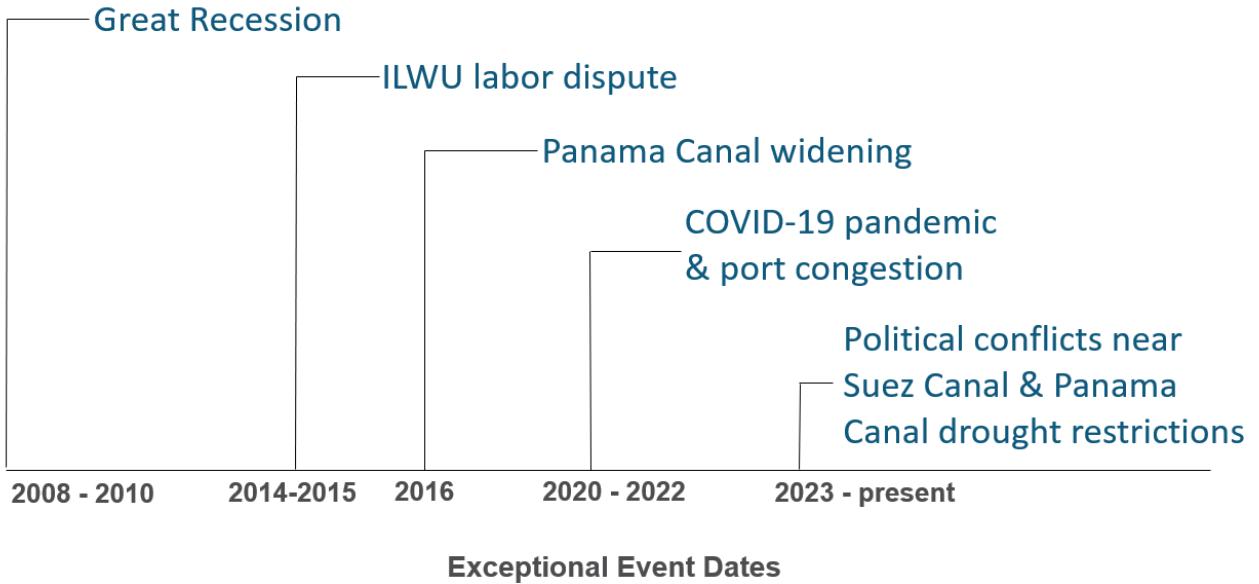 Great Recession
ILWU labor dispute
Panama Canal widening
COVID-19 pandemic
& port congestion
Political conflicts near
Suez Canal & Panama
Canal drought restrictions
2008 - 2010
2014-2015
2016
2020 - 2022
2023 - present
Exceptional Event Dates